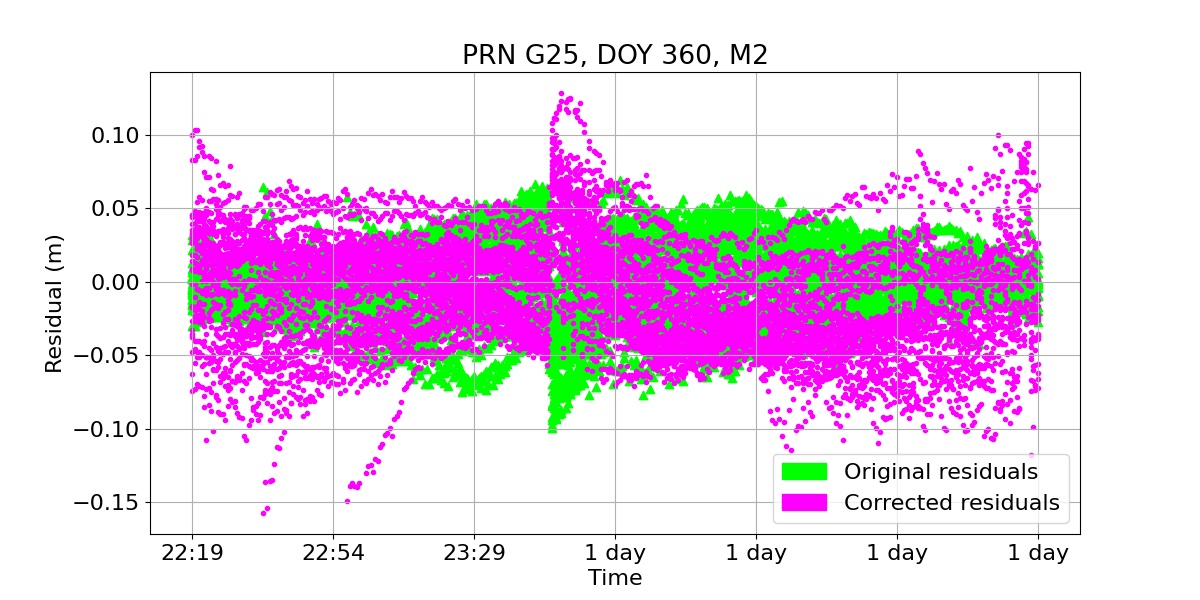 PRN G25, DOY 360, M2
Residual (m)
0.10
0.05
0.00
−0.05
−0.10
−0.15
Original residuals
Corrected residuals
22:19 22:54 23:29 1 day 1 day 1 day 1 day
Time